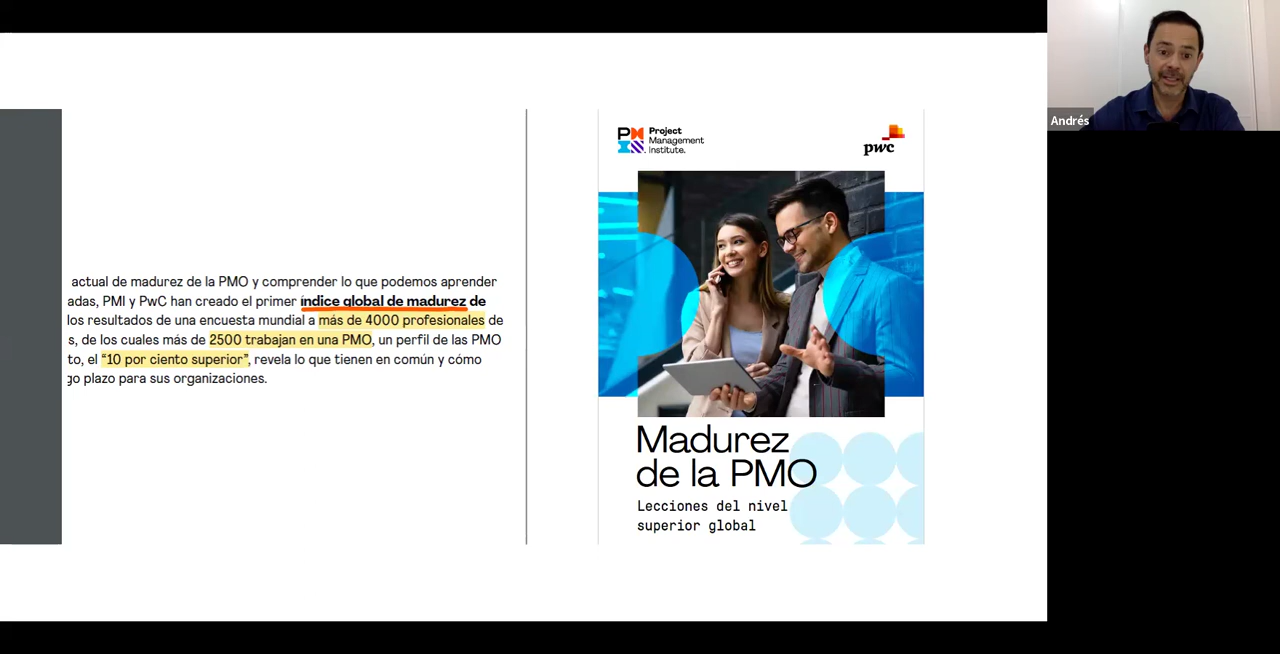 actual de madurez de la PMO y comprender lo que podemos aprender
adas, PMI y PwC han creado el primer índice global de madurez de
los resultados de una encuesta mundial a más de 4000 profesionales de
s, de los cuales más de 2500 trabajan en una PMO, un perfil de las PMO
to, el “10 por ciento superior”, revela lo que tienen en común y cómo
go plazo para sus organizaciones.
Project
Management
Institute.
pwc
Madurez
de la PMO
Lecciones del nivel
superior global
Andrés